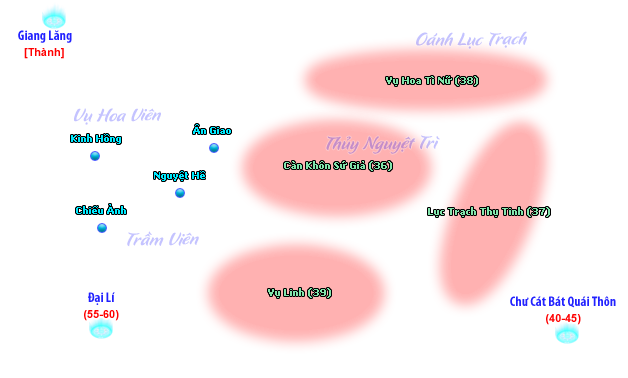 Giang Lăng
[Thành]
Oánh Lục Trạch
Vụ Hoa Tì Nữ (38)
Vụ Hoa Viên
Kinh Hồng
Ân Giao
Thủy Nguyệt Trì
Càn Khôn Sứ Giả (36)
Nguyệt Hề
Chiếu Ảnh
Lục Trạch Thụ Tinh (37)
Trầm Viên
Vụ Linh (39)
Đại Lí
(55-60)
Chư Cát Bát Quái Thôn
(40-45)